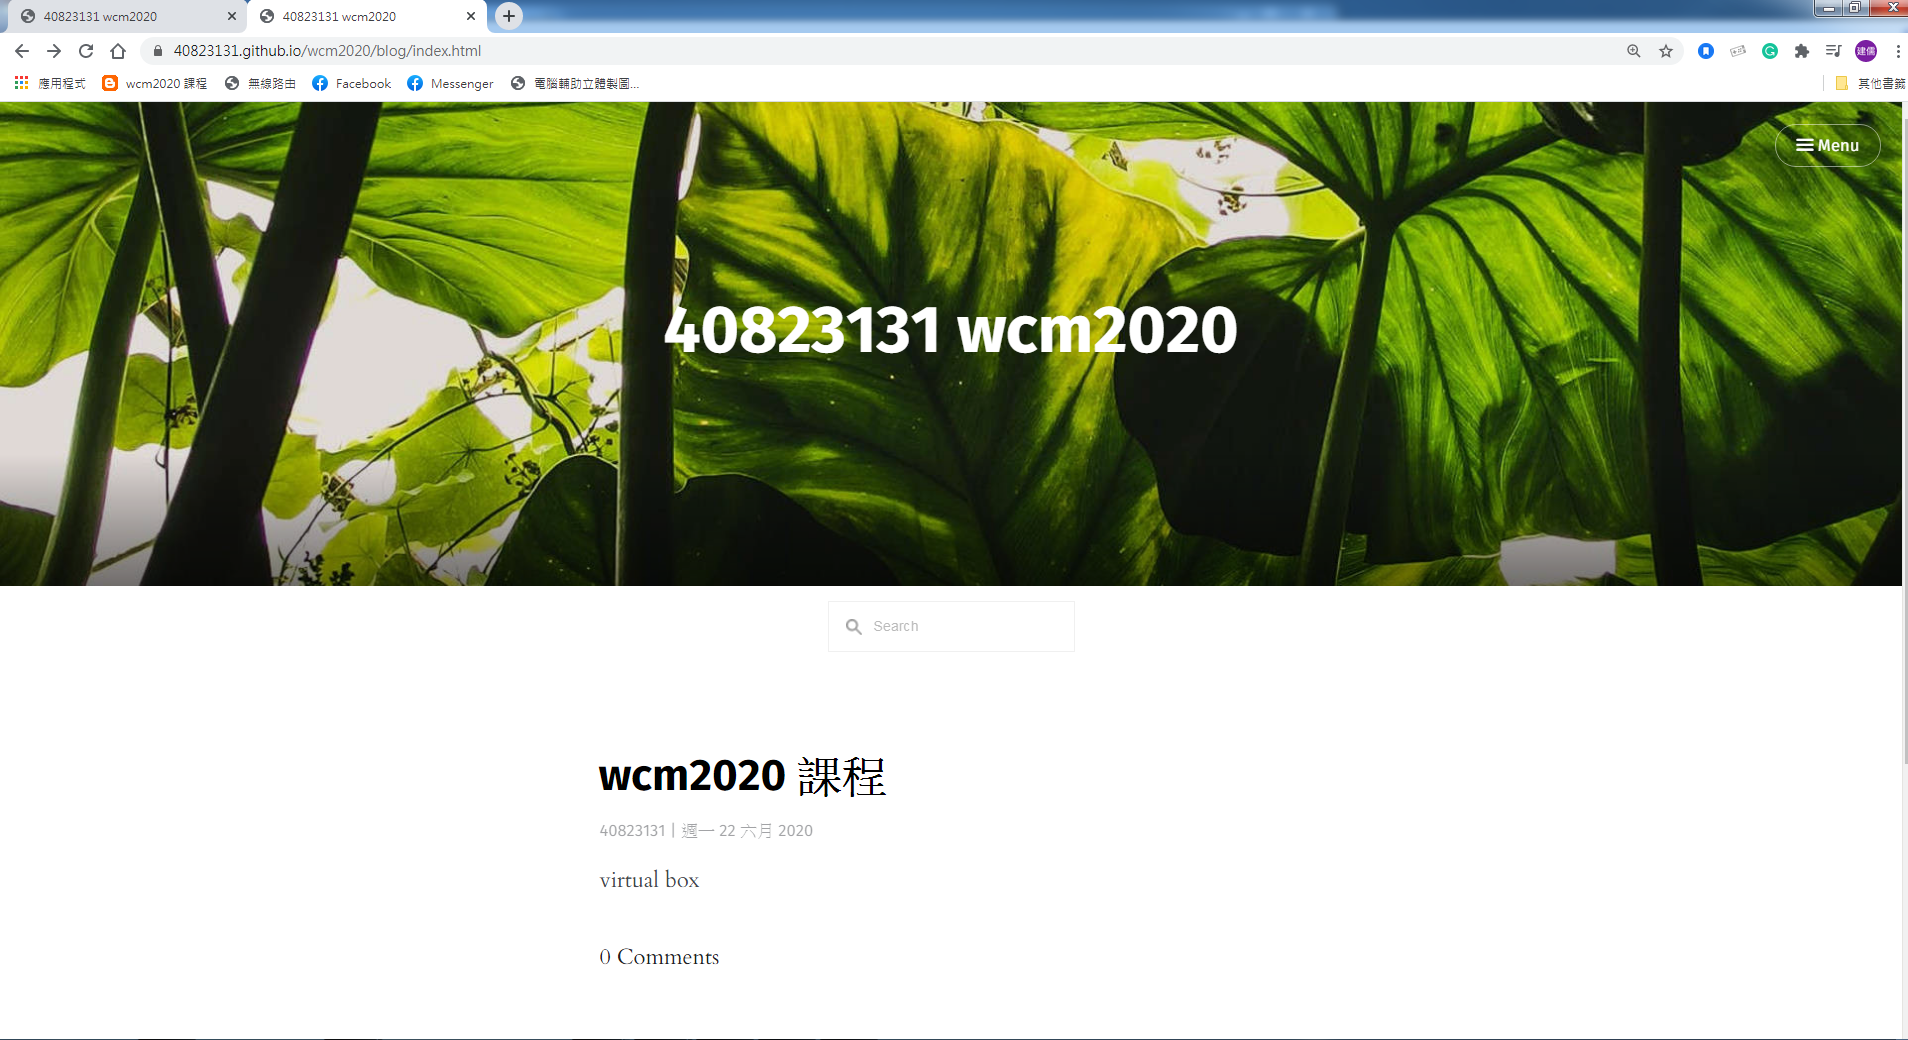 40823131 wcm2020
40823131 wcm2020
40823131.github.io/wcm2020/blog/index.html
建儒
應用程式
wcm2020 課程
無線路由
Facebook
Messenger
電腦輔助立體製圖...
其他書籤
Menu
40823131 wcm2020
Search
wcm2020 課程
40823131 | 週一 22 六月 2020
virtual box
0 Comments